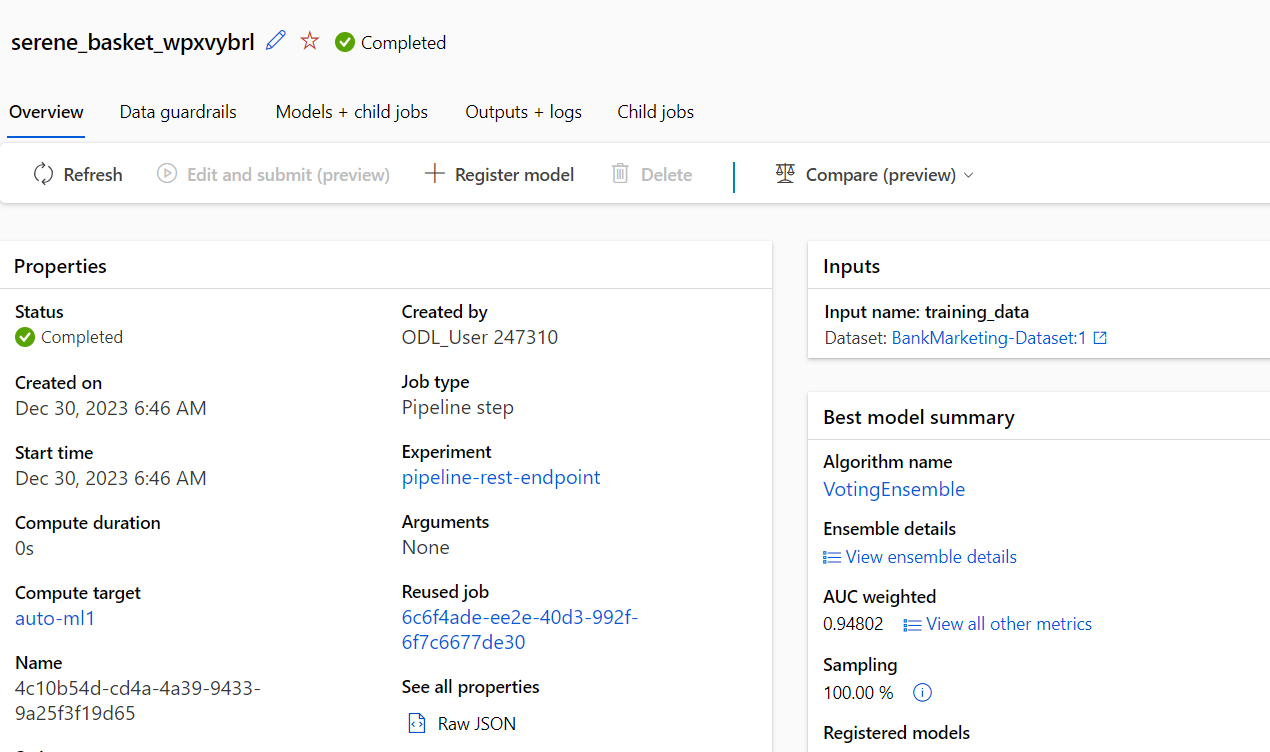 serene_basket_wpxvybrl Completed
Overview Data guardrails Models + child jobs Outputs + logs Child jobs
Refresh Edit and submit (preview) Register model Delete Compare (preview)
Properties
Status
Completed
Created on
Dec 30, 2023 6:46 AM
Start time
Dec 30, 2023 6:46 AM
Compute duration
0s
Compute target
auto-ml1
Name
4c10b54d-cd4a-4a39-9433-
9a25f3f19d65
Created by
ODL_User 247310
Job type
Pipeline step
Experiment
pipeline-rest-endpoint
Arguments
None
Reused job
6c6f4ade-ee2e-40d3-992f-
6f7c6677de30
See all properties
Raw JSON
Inputs
Input name: training_data
Dataset: BankMarketing-Dataset:1
Best model summary
Algorithm name
VotingEnsemble
Ensemble details
View ensemble details
AUC weighted
0.94802 View all other metrics
Sampling
100.00 %
Registered models